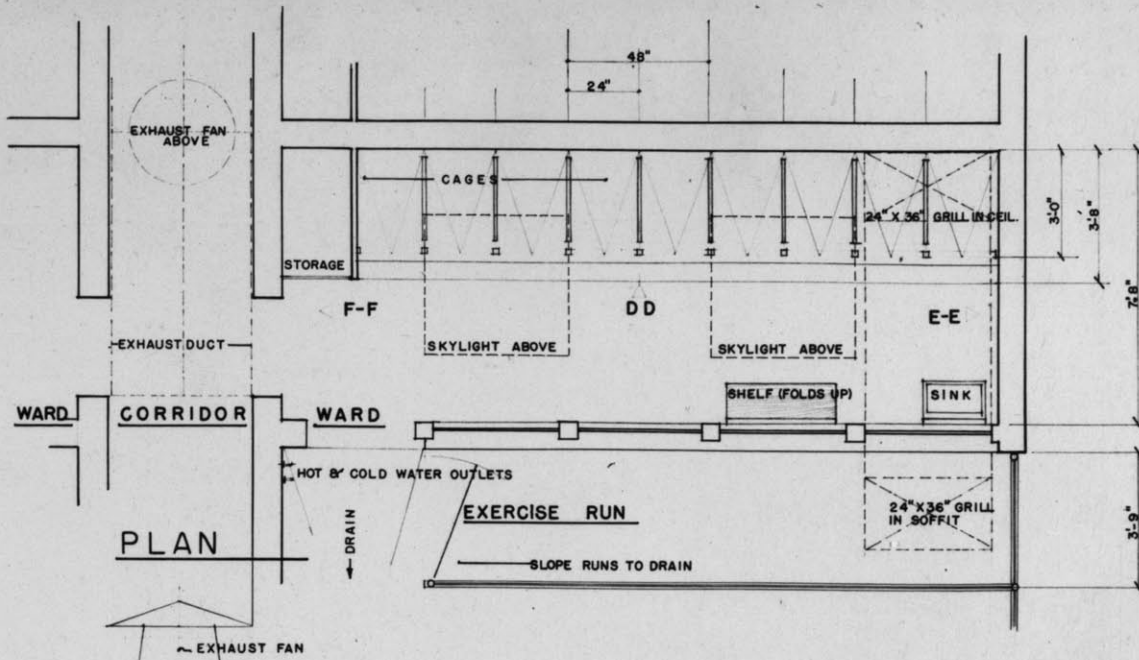 48"
24"
EXHAUST FAN
ABOVE
CAGES
24" X 36" GRILL IN CEIL.
3'-0"
3'-8"
7'-8"
STORAGE
F-F
DD
E-E
EXHAUST DUCT
SKYLIGHT ABOVE
SKYLIGHT ABOVE
SHELF (FOLDS UP)
SINK
WARD
CORRIDOR
WARD
HOT & COLD WATER OUTLETS
EXERCISE RUN
24" X 36" GRILL
IN SOFFIT
3'-9"
PLAN
DRAIN
SLOPE RUNS TO DRAIN
EXHAUST FAN